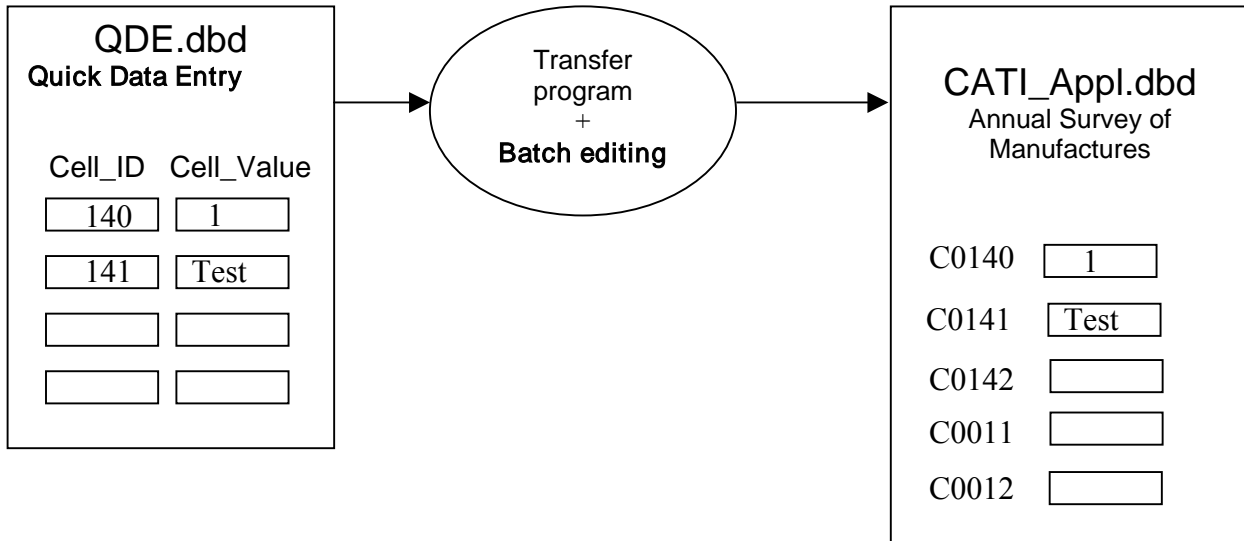 QDE.dbd
Quick Data Entry
Cell_ID Cell_Value
140 1
141 Test
Transfer
program
+
Batch editing
CATI_Appl.dbd
Annual Survey of
Manufactures
C0140 1
C0141 Test
C0142
C0011
C0012